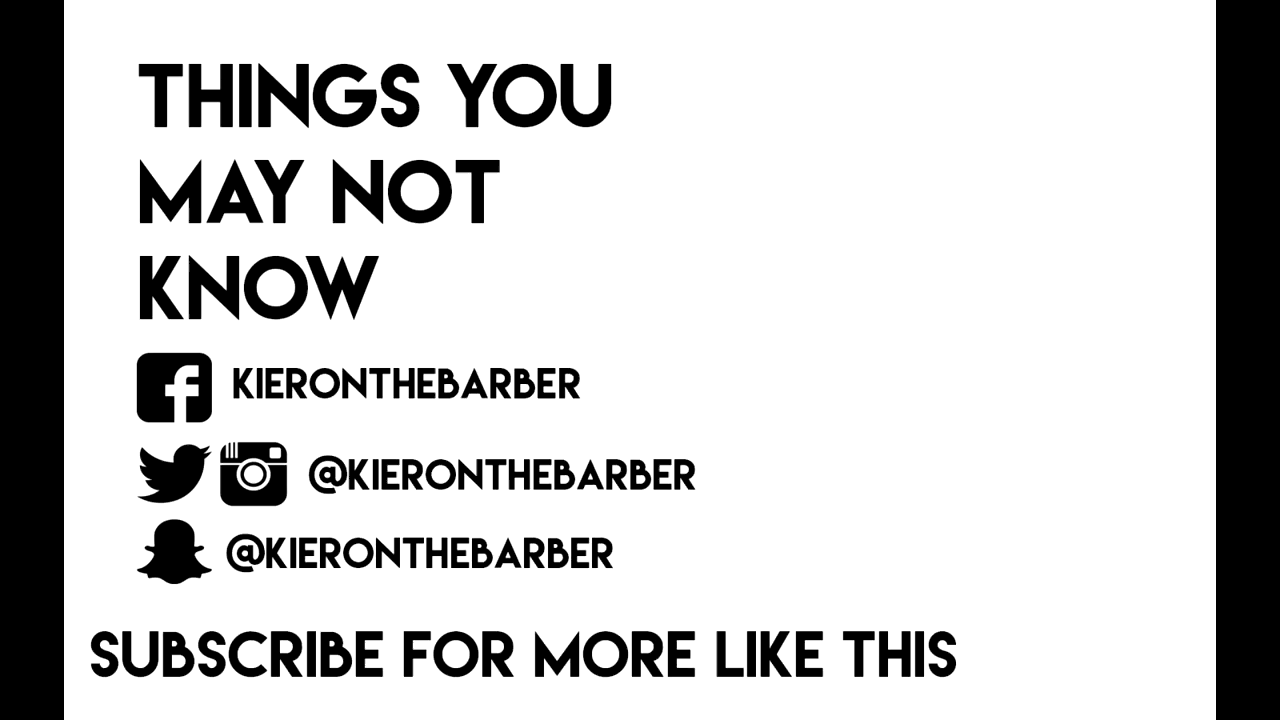 THINGS YOU
MAY NOT
KNOW
KIERONTHEBARBER
@KIERONTHEBARBER
@KIERONTHEBARBER
SUBSCRIBE FOR MORE LIKE THIS